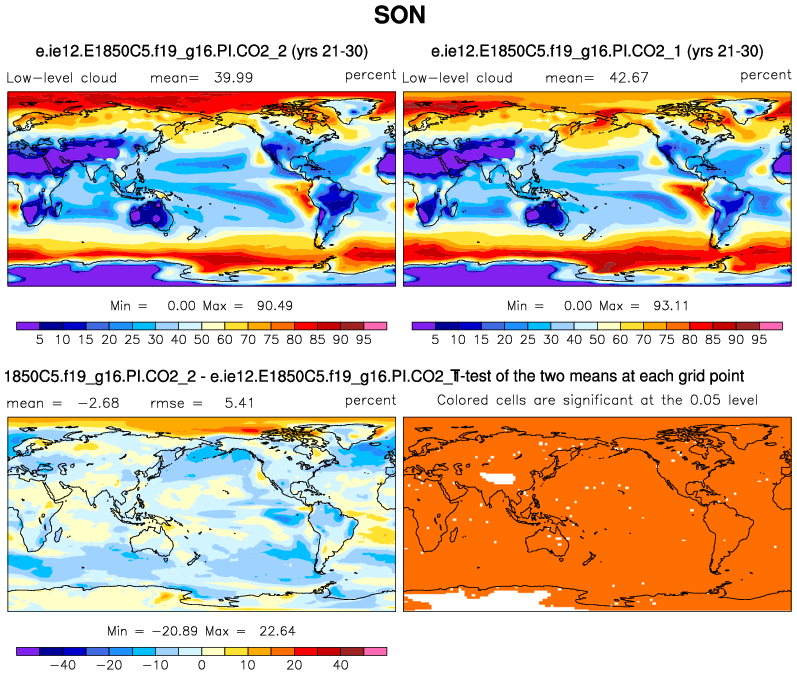 SON
e.ie12.E1850C5.f19_g16.PI.CO2_2 (yrs 21-30)
Low-level cloud mean= 39.99 percent
Min = 0.00 Max = 90.49
5 10 15 20 30 40 50 60 70 80 85 90 95
e.ie12.E1850C5.f19_g16.PI.CO2_1 (yrs 21-30)
Low-level cloud mean= 42.67 percent
Min = 0.00 Max = 93.11
5 10 15 20 30 40 50 60 70 80 85 90 95
1850C5.f19_g16.PI.CO2_2 - e.ie12.E1850C5.f19_g16.PI.CO2_1
mean = -2.68 rmse = 5.41 percent
Min = -20.89 Max = 22.64
-40 -20 -10 0 10 20 40
T-test of the two means at each grid point
Colored cells are significant at the 0.05 level